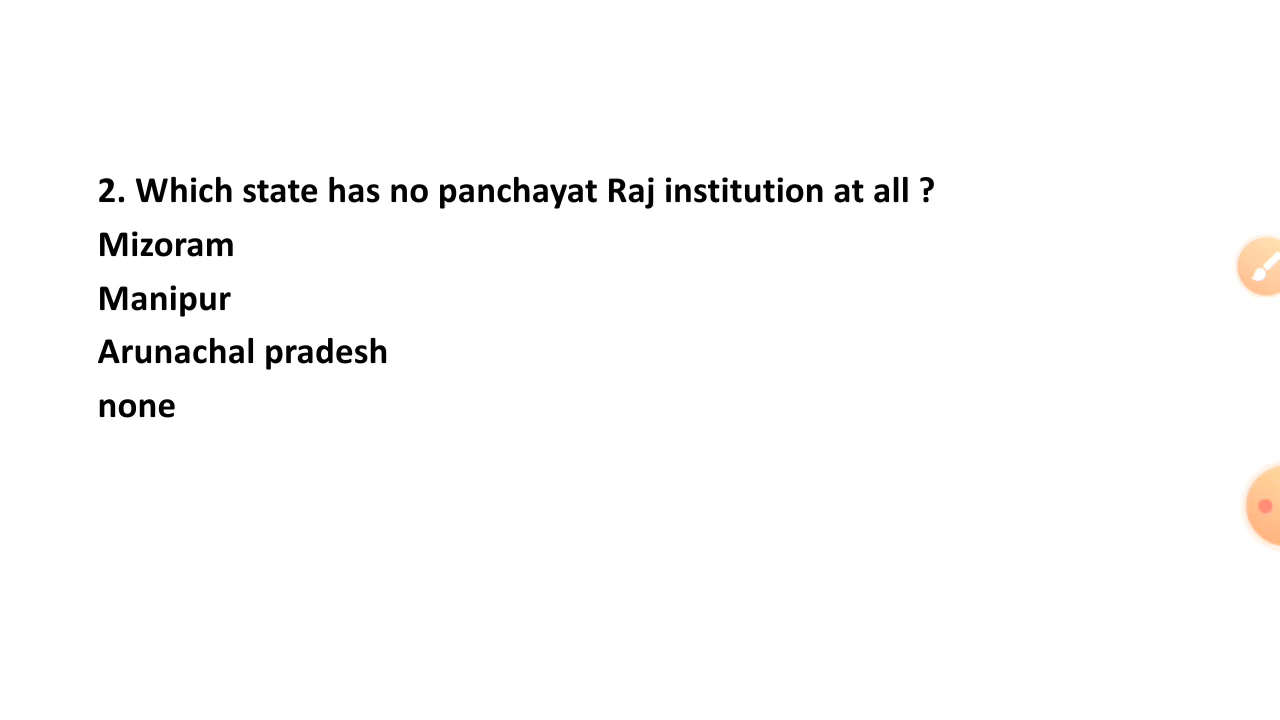 2. Which state has no panchayat Raj institution at all ?
Mizoram
Manipur
Arunachal pradesh
none